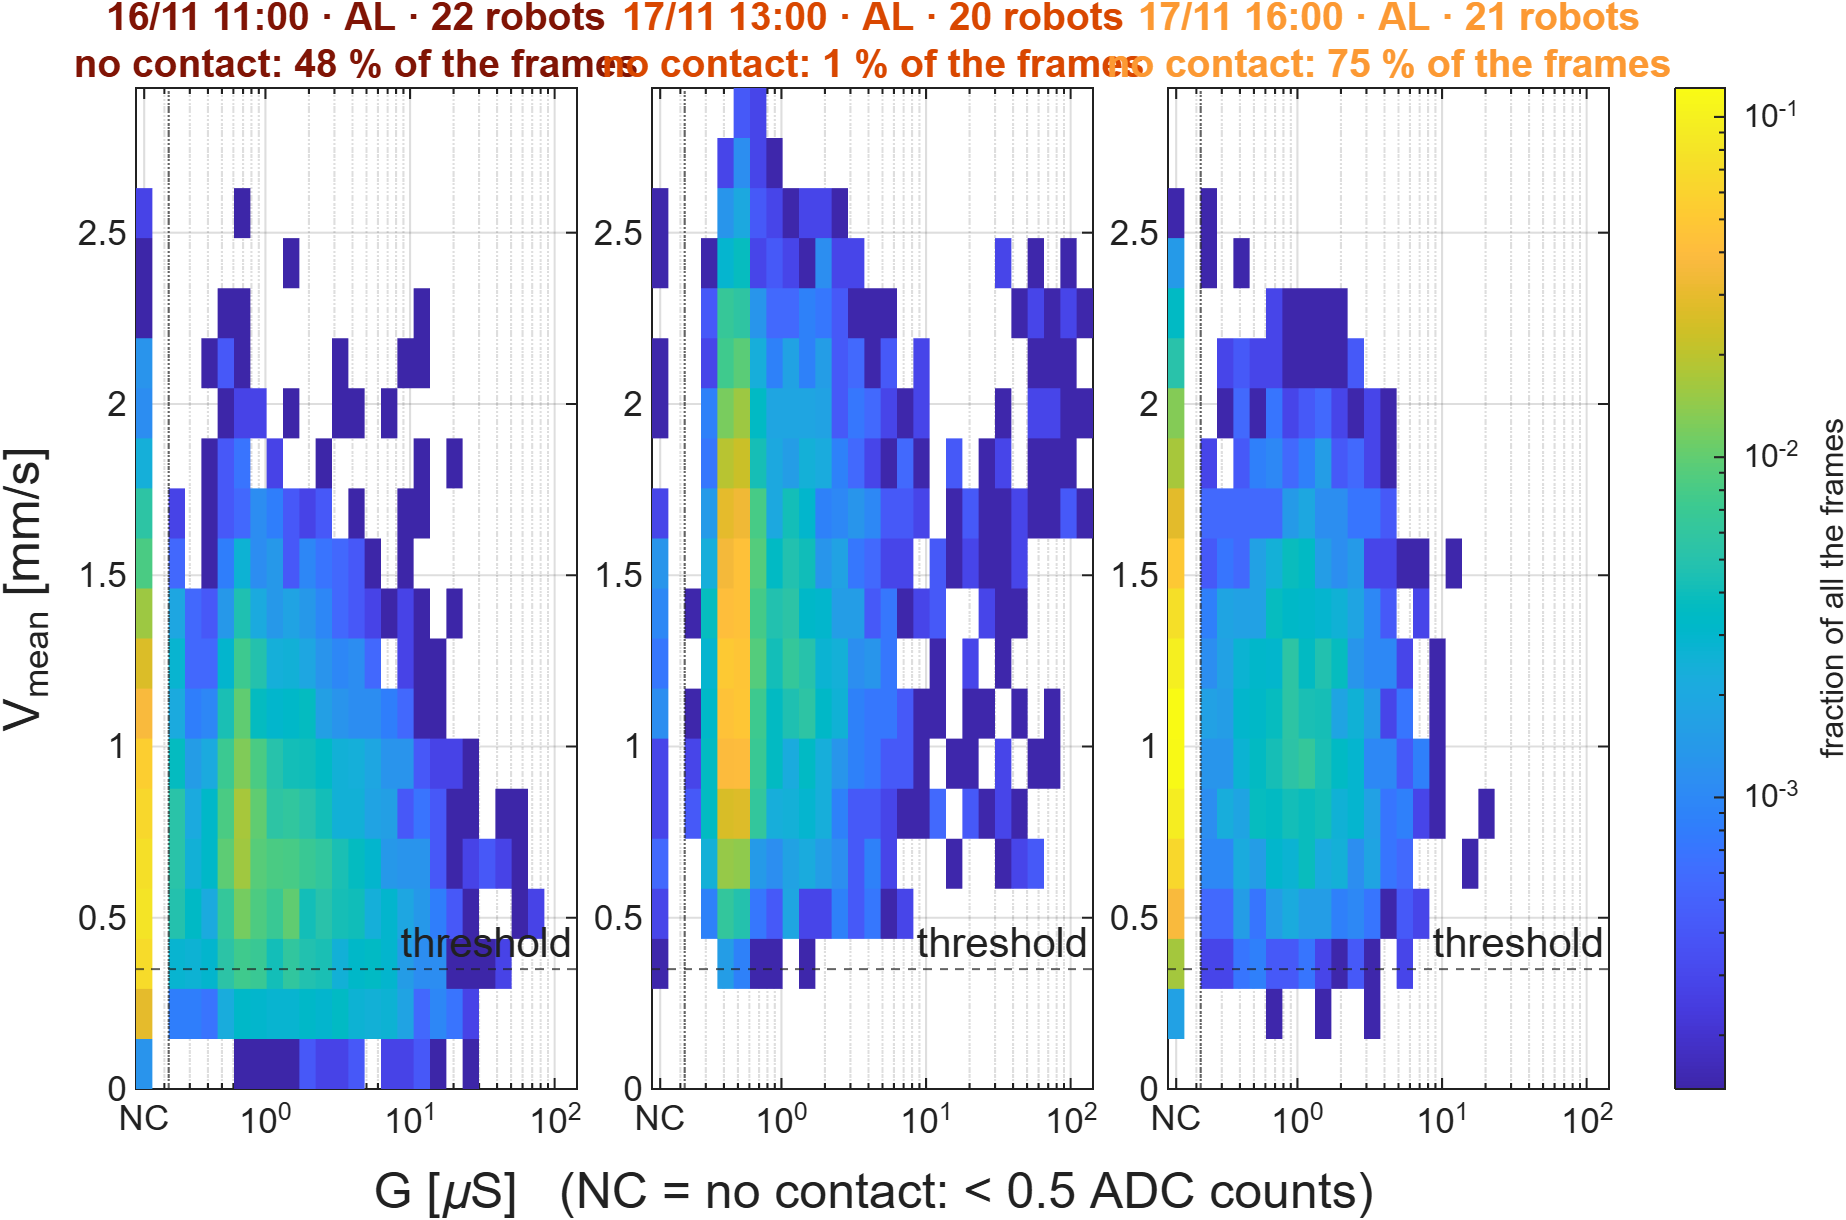 16/11 11:00 · AL · 22 robots
no contact: 48 % of the frames
17/11 13:00 · AL · 20 robots
no contact: 1 % of the frames
17/11 16:00 · AL · 21 robots
no contact: 75 % of the frames
V_mean [mm/s]
2.5
2
1.5
1
0.5
0
threshold
NC 10^0 10^1 10^2
2.5
2
1.5
1
0.5
0
threshold
NC 10^0 10^1 10^2
2.5
2
1.5
1
0.5
0
threshold
NC 10^0 10^1 10^2
10^-1
10^-2
10^-3
fraction of all the frames
G [µS] (NC = no contact: < 0.5 ADC counts)